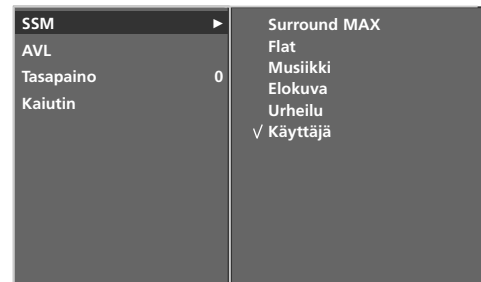 SSM ►
AVL
Tasapaino 0
Kaiutin
Surround MAX
Flat
Musiikki
Elokuva
Urheilu
√ Käyttäjä